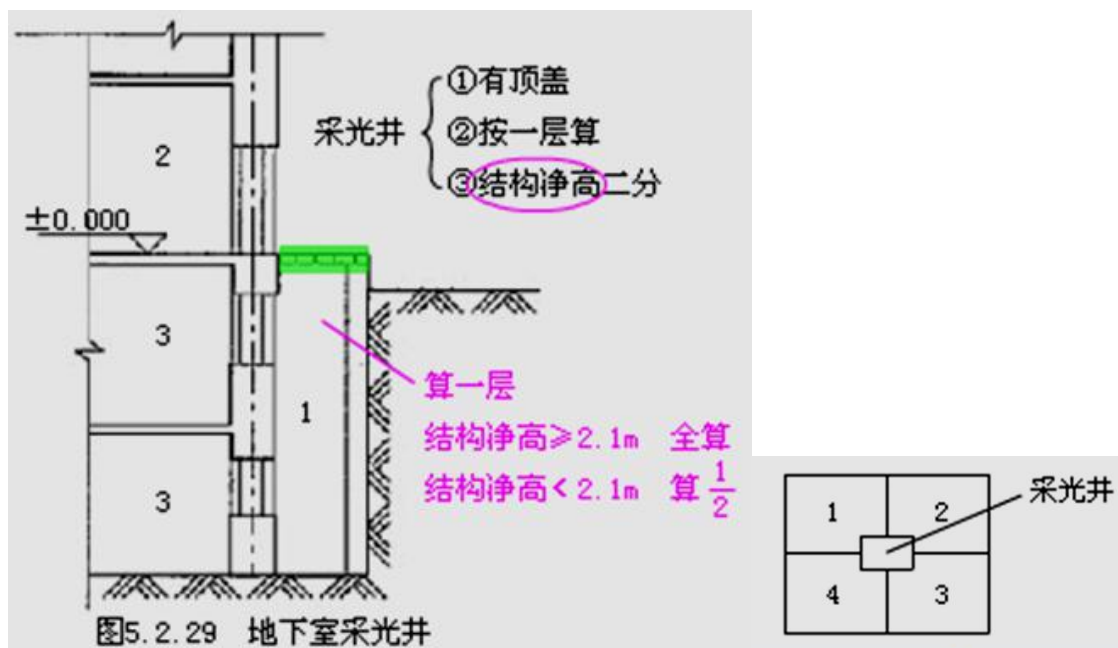 采光井
①有顶盖
②按一层算
③结构净高二分
2
±0.000
3
算一层
1
结构净高≥2.1m 全算
结构净高<2.1m 算1/2
3
图5.2.29 地下室采光井
采光井
1
2
4
3